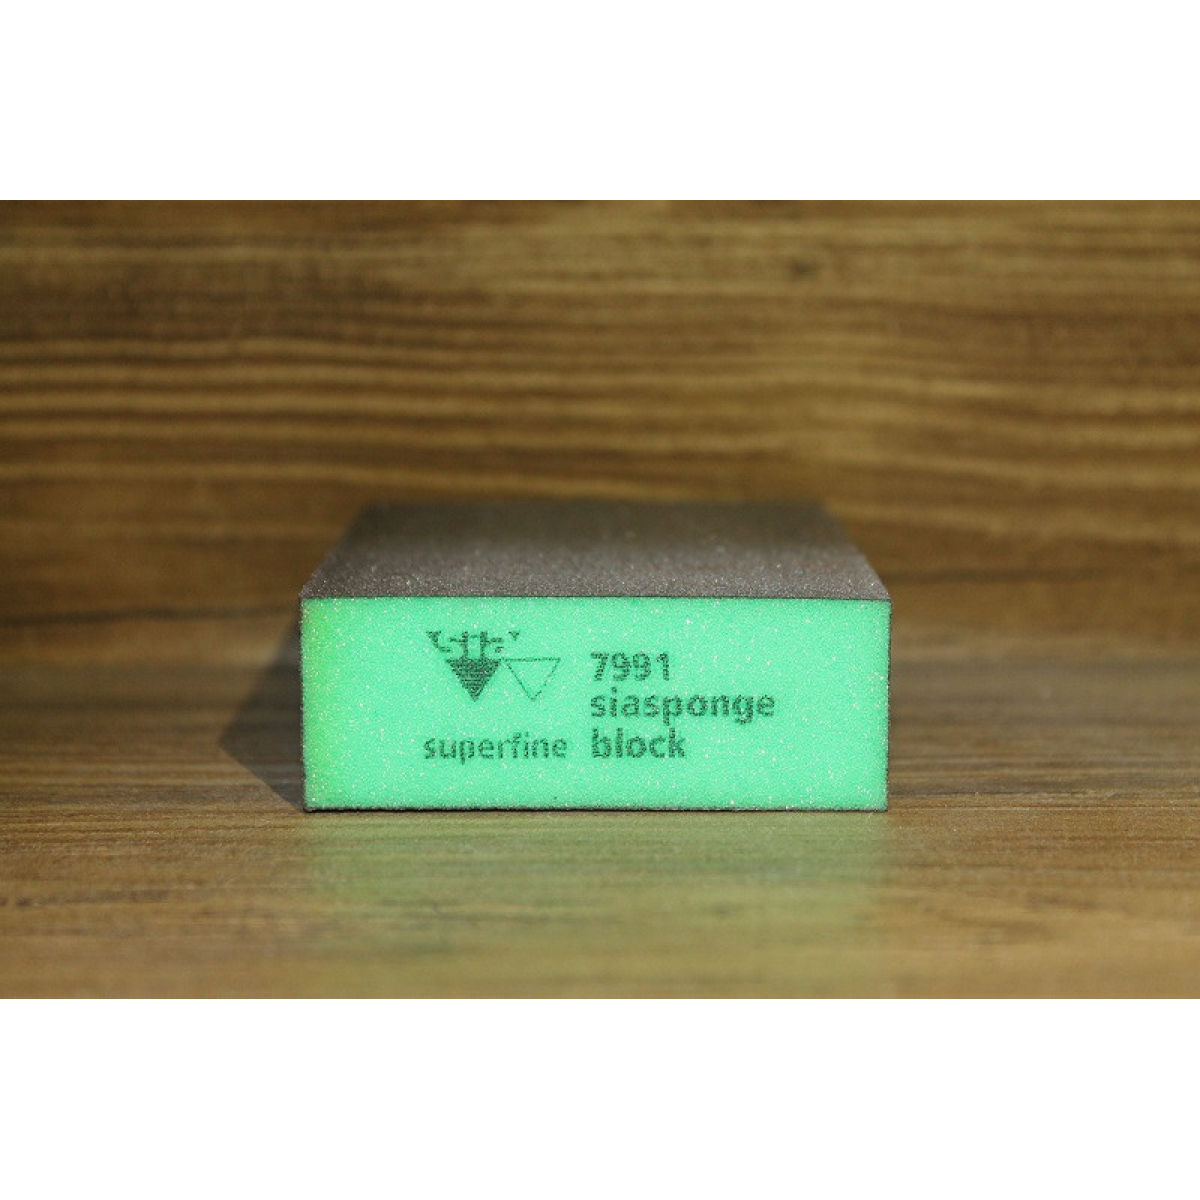 7991
siasponge
superfine block